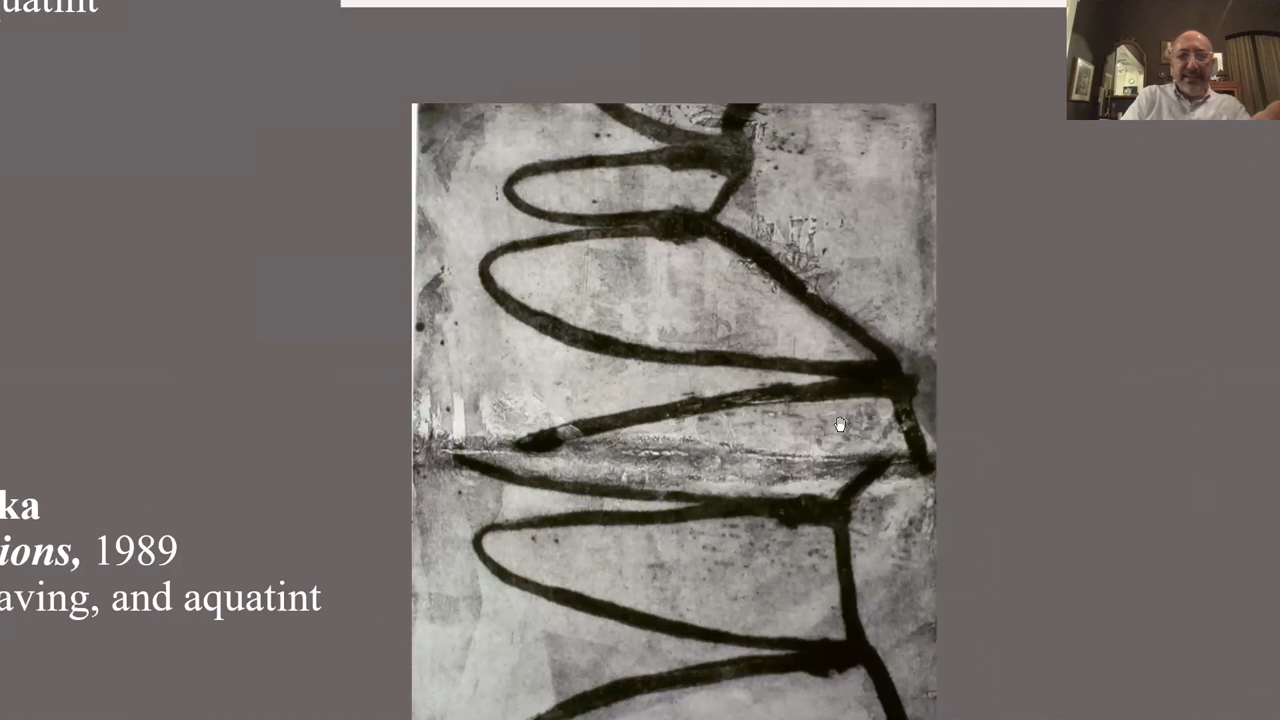 quatint
ka
ions, 1989
aving, and aquatint